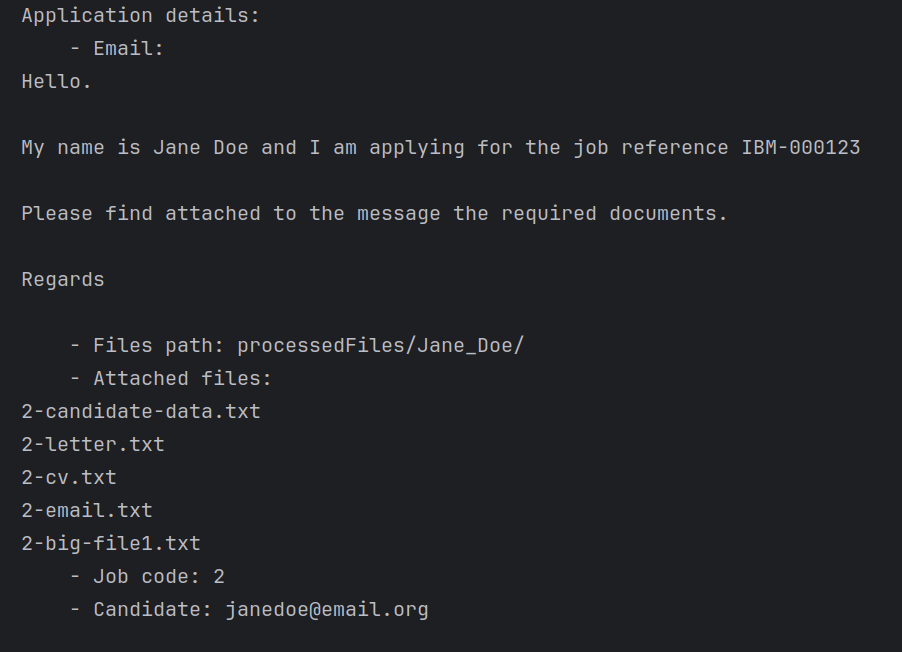 Application details:
    - Email:
Hello.

My name is Jane Doe and I am applying for the job reference IBM-000123

Please find attached to the message the required documents.

Regards

    - Files path: processedFiles/Jane_Doe/
    - Attached files:
2-candidate-data.txt
2-letter.txt
2-cv.txt
2-email.txt
2-big-file1.txt
    - Job code: 2
    - Candidate: janedoe@email.org